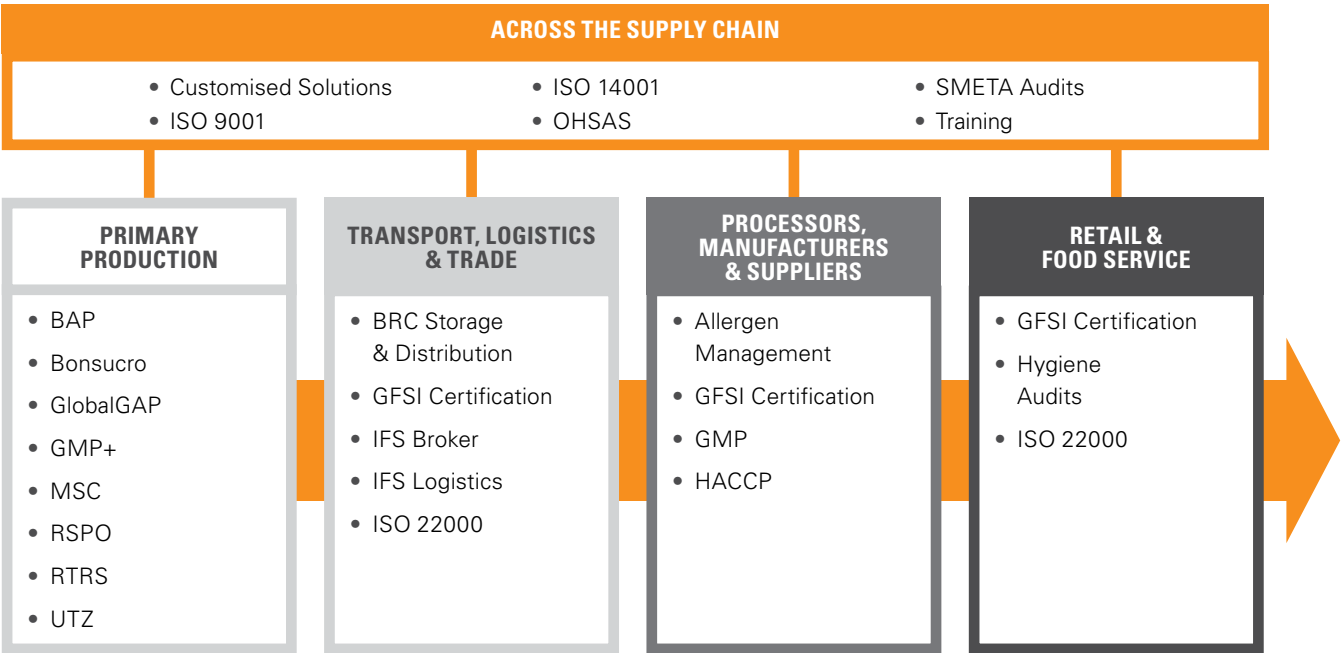 ACROSS THE SUPPLY CHAIN
• Customised Solutions
• ISO 9001
• ISO 14001
• OHSAS
• SMETA Audits
• Training
PRIMARY
PRODUCTION
• BAP
• Bonsucro
• GlobalGAP
• GMP+
• MSC
• RSPO
• RTRS
• UTZ
TRANSPORT, LOGISTICS
& TRADE
• BRC Storage
& Distribution
• GFSI Certification
• IFS Broker
• IFS Logistics
• ISO 22000
PROCESSORS,
MANUFACTURERS
& SUPPLIERS
• Allergen
Management
• GFSI Certification
• GMP
• HACCP
RETAIL &
FOOD SERVICE
• GFSI Certification
• Hygiene
Audits
• ISO 22000